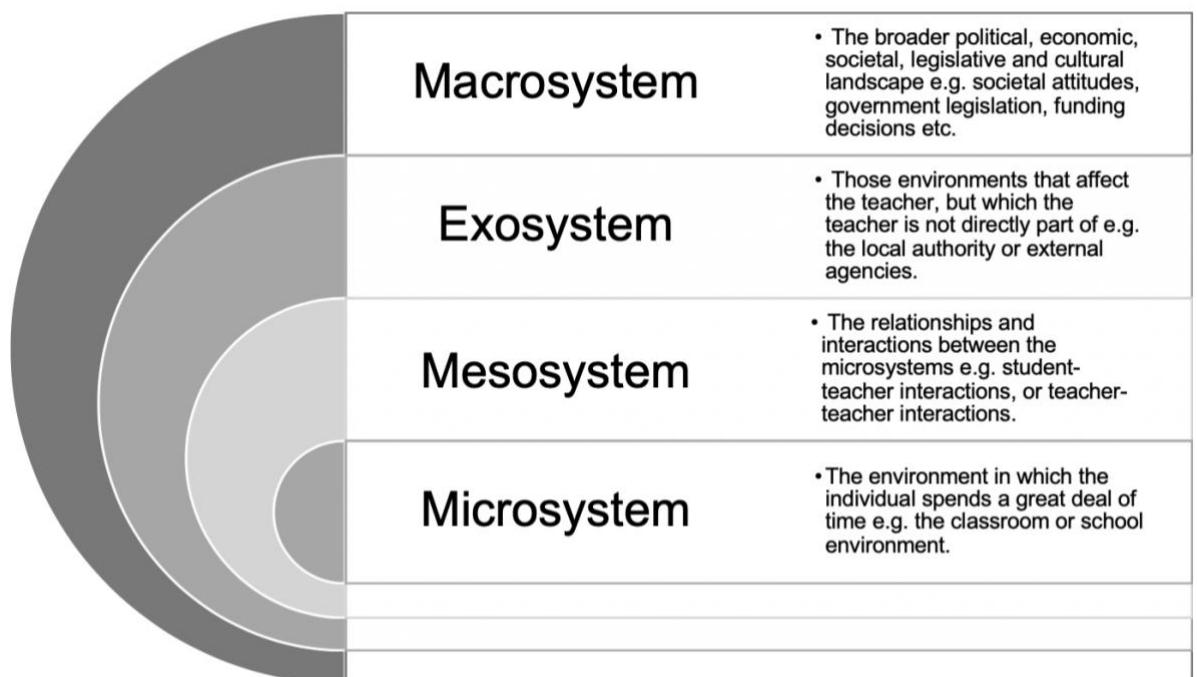 Macrosystem
• The broader political, economic,
societal, legislative and cultural
landscape e.g. societal attitudes,
government legislation, funding
decisions etc.
Exosystem
• Those environments that affect
the teacher, but which the
teacher is not directly part of e.g.
the local authority or external
agencies.
Mesosystem
• The relationships and
interactions between the
microsystems e.g. student-
teacher interactions, or teacher-
teacher interactions.
Microsystem
•The environment in which the
individual spends a great deal of
time e.g. the classroom or school
environment.